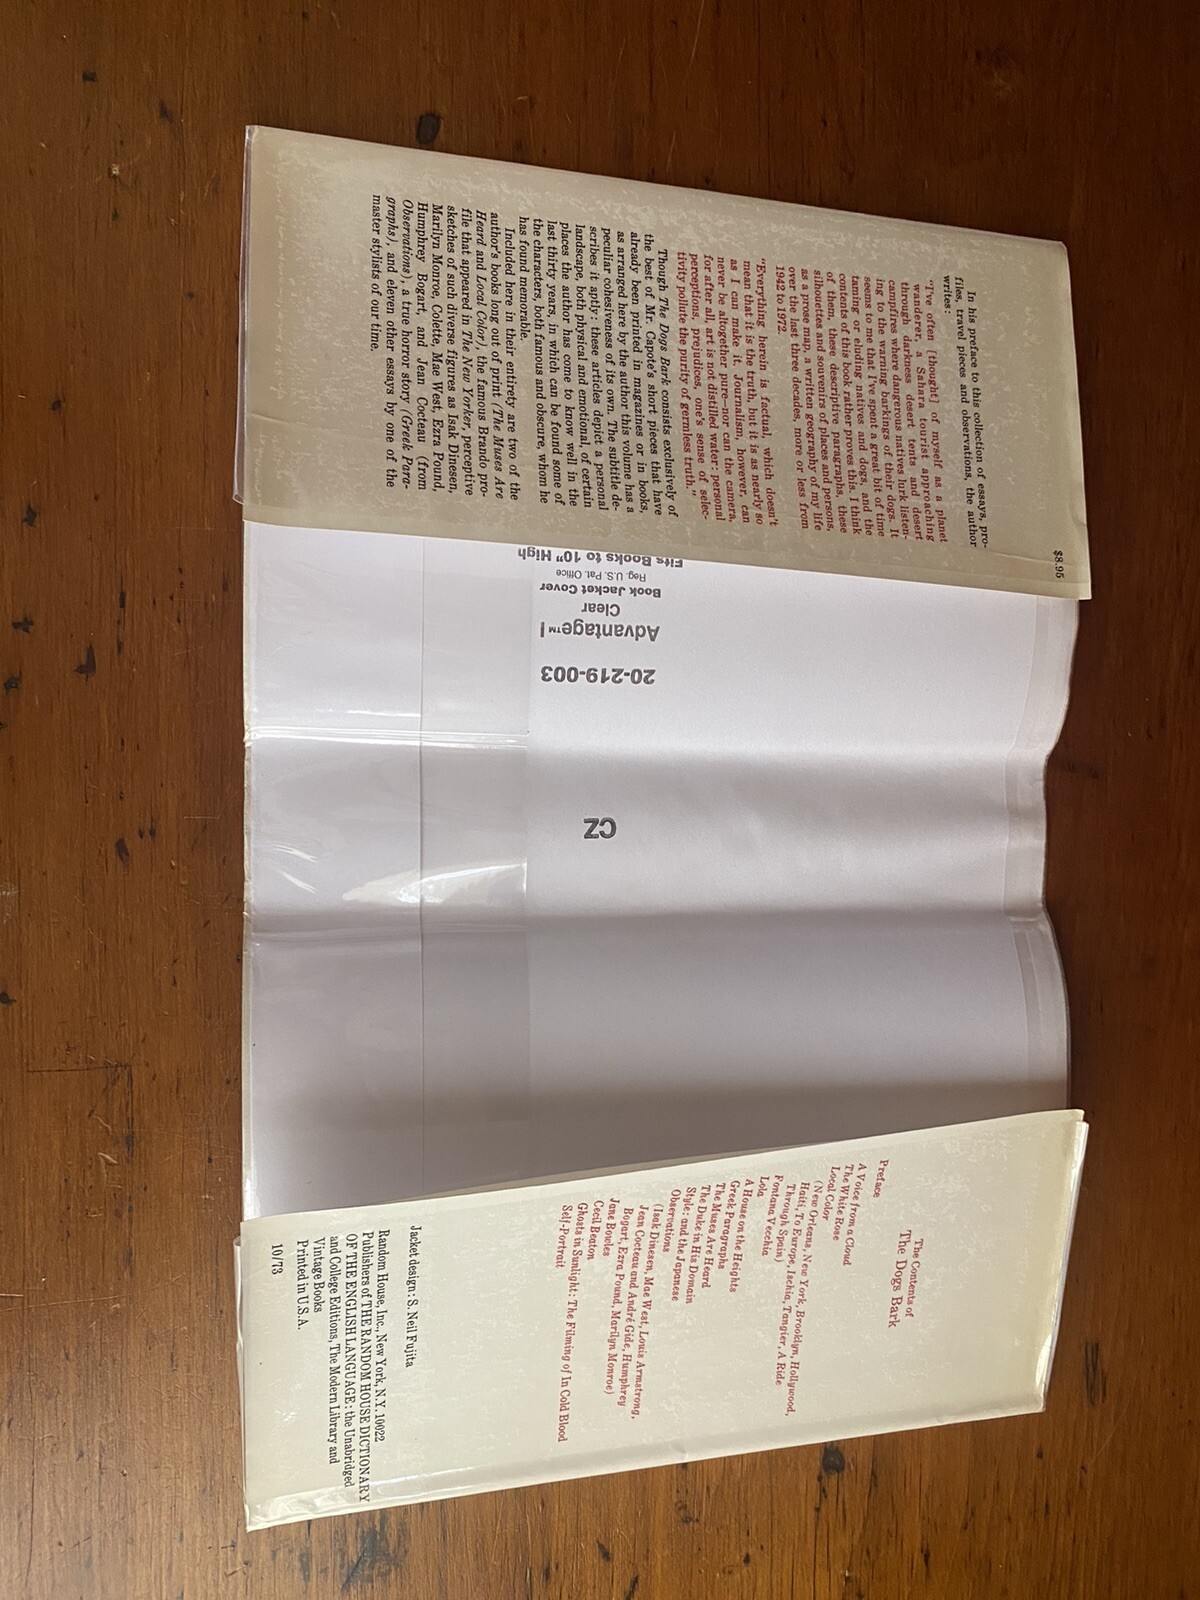 $8.95
In his preface to this collection of essays, pro-
files, travel pieces and observations, the author
writes:
"I've often [thought] of myself as a planet
wanderer, a Sahara tourist approaching
through darkness desert tents and desert
campfires where dangerous natives lurk listen-
ing to the warning barkings of their dogs. It
seems to me that I've spent a great bit of time
taming or eluding natives and dogs, and the
contents of this book rather proves this. I think
of them, these descriptive paragraphs, these
silhouettes and souvenirs of places and persons,
as a prose map, a written geography of my life
over the last three decades, more or less from
1942 to 1972.
"Everything herein is factual, which doesn't
mean that it is the truth, but it is as nearly so
as I can make it. Journalism, however, can
never be altogether pure—nor can the camera,
for after all, art is not distilled water: personal
perceptions, prejudices, one's sense of selec-
tivity pollute the purity of germless truth."
Though The Dogs Bark consists exclusively of
the best of Mr. Capote's short pieces that have
already been printed in magazines or in books,
as arranged here by the author this volume has a
peculiar cohesiveness of its own. The subtitle de-
scribes it aptly: these articles depict a personal
landscape, both physical and emotional, of certain
places the author has come to know well in the
last thirty years, in which can be found some of
the characters, both famous and obscure, whom he
has found memorable.
Included here in their entirety are two of the
author's books long out of print (The Muses Are
Heard and Local Color), the famous Brando pro-
file that appeared in The New Yorker, perceptive
sketches of such diverse figures as Isak Dinesen,
Marilyn Monroe, Colette, Mae West, Ezra Pound,
Humphrey Bogart, and Jean Cocteau (from
Observations), a true horror story (Greek Para-
graphs), and eleven other essays by one of the
master stylists of our time.
CZ
20-219-003
Advantage™ I
Clear
Book Jacket Cover
Reg. U.S. Pat. Office
Fits Books to 10" High
The Contents of
The Dogs Bark
Preface
A Voice from a Cloud
The White Rose
Local Color
(New Orleans, New York, Brooklyn, Hollywood,
Haiti, To Europe, Ischia, Tangier, A Ride
Through Spain)
Fontana Vecchia
Lola
A House on the Heights
Greek Paragraphs
The Muses Are Heard
The Duke in His Domain
Style: and the Japanese
Observations
(Isak Dinesen, Mae West, Louis Armstrong,
Jean Cocteau and André Gide, Humphrey
Bogart, Ezra Pound, Marilyn Monroe)
Jane Bowles
Cecil Beaton
Ghosts in Sunlight: The Filming of In Cold Blood
Self-Portrait
Jacket design: S. Neil Fujita
Random House, Inc., New York, N.Y. 10022
Publishers of THE RANDOM HOUSE DICTIONARY
OF THE ENGLISH LANGUAGE: the Unabridged
and College Editions, The Modern Library and
Vintage Books
Printed in U.S.A.
10/73